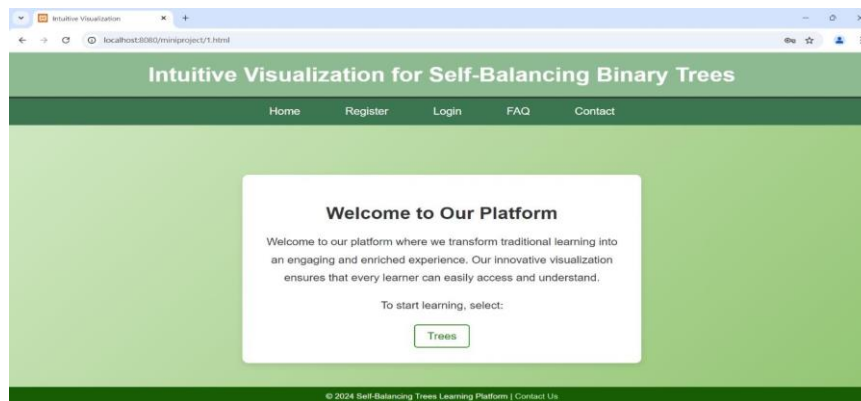 Intuitive Visualization
localhost:8080/miniproject/1.html
Intuitive Visualization for Self-Balancing Binary Trees
Home Register Login FAQ Contact
Welcome to Our Platform
Welcome to our platform where we transform traditional learning into
an engaging and enriched experience. Our innovative visualization
ensures that every learner can easily access and understand.
To start learning, select:
Trees
© 2024 Self-Balancing Trees Learning Platform | Contact Us